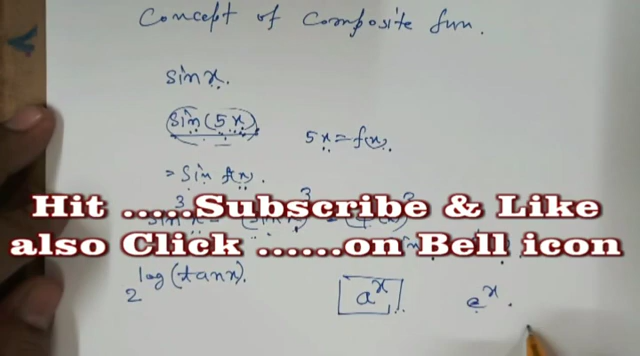 Concept of Composite fun.
sin x.
sin(5x)
5x = f(x)
= sin f(x).
Hit .....Subscribe & Like
also Click ......on Bell icon
2^log(tanx).
a^x
e^x.